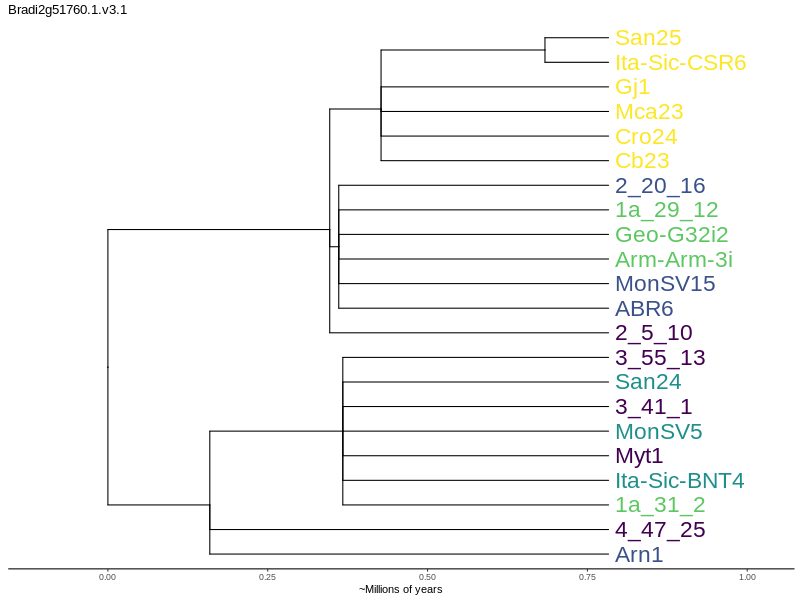 Bradi2g51760.1.v3.1
San25
Ita-Sic-CSR6
Gj1
Mca23
Cro24
Cb23
2_20_16
1a_29_12
Geo-G32i2
Arm-Arm-3i
MonSV15
ABR6
2_5_10
3_55_13
San24
3_41_1
MonSV5
Myt1
Ita-Sic-BNT4
1a_31_2
4_47_25
Arn1
0.00 0.25 0.50 0.75 1.00
~Millions of years